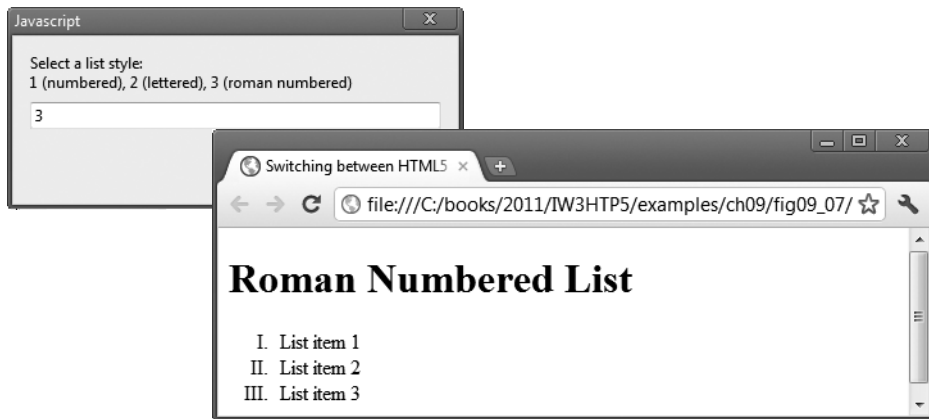 Javascript
Select a list style:
1 (numbered), 2 (lettered), 3 (roman numbered)
3
Switching between HTML5
file:///C:/books/2011/IW3HTP5/examples/ch09/fig09_07/
Roman Numbered List
I. List item 1
II. List item 2
III. List item 3